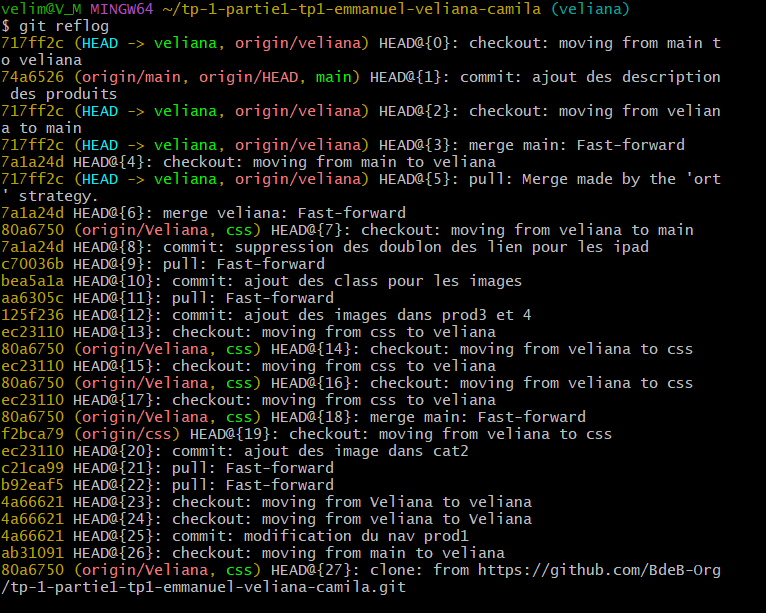 velim@V_M MINGW64 ~/tp-1-partie1-tp1-emmanuel-veliana-camila (veliana)
$ git reflog
717ff2c (HEAD -> veliana, origin/veliana) HEAD@{0}: checkout: moving from main t
o veliana
74a6526 (origin/main, origin/HEAD, main) HEAD@{1}: commit: ajout des description
 des produits
717ff2c (HEAD -> veliana, origin/veliana) HEAD@{2}: checkout: moving from velian
a to main
717ff2c (HEAD -> veliana, origin/veliana) HEAD@{3}: merge main: Fast-forward
7a1a24d HEAD@{4}: checkout: moving from main to veliana
717ff2c (HEAD -> veliana, origin/veliana) HEAD@{5}: pull: Merge made by the 'ort
' strategy.
7a1a24d HEAD@{6}: merge veliana: Fast-forward
80a6750 (origin/Veliana, css) HEAD@{7}: checkout: moving from veliana to main
7a1a24d HEAD@{8}: commit: suppression des doublon des lien pour les ipad
c70036b HEAD@{9}: pull: Fast-forward
bea5a1a HEAD@{10}: commit: ajout des class pour les images
aa6305c HEAD@{11}: pull: Fast-forward
125f236 HEAD@{12}: commit: ajout des images dans prod3 et 4
ec23110 HEAD@{13}: checkout: moving from css to veliana
80a6750 (origin/Veliana, css) HEAD@{14}: checkout: moving from veliana to css
ec23110 HEAD@{15}: checkout: moving from css to veliana
80a6750 (origin/Veliana, css) HEAD@{16}: checkout: moving from veliana to css
ec23110 HEAD@{17}: checkout: moving from css to veliana
80a6750 (origin/Veliana, css) HEAD@{18}: merge main: Fast-forward
f2bca79 (origin/css) HEAD@{19}: checkout: moving from veliana to css
ec23110 HEAD@{20}: commit: ajout des image dans cat2
c21ca99 HEAD@{21}: pull: Fast-forward
b92eaf5 HEAD@{22}: pull: Fast-forward
4a66621 HEAD@{23}: checkout: moving from Veliana to veliana
4a66621 HEAD@{24}: checkout: moving from veliana to Veliana
4a66621 HEAD@{25}: commit: modification du nav prod1
ab31091 HEAD@{26}: checkout: moving from main to veliana
80a6750 (origin/Veliana, css) HEAD@{27}: clone: from https://github.com/BdeB-Org
/tp-1-partie1-tp1-emmanuel-veliana-camila.git